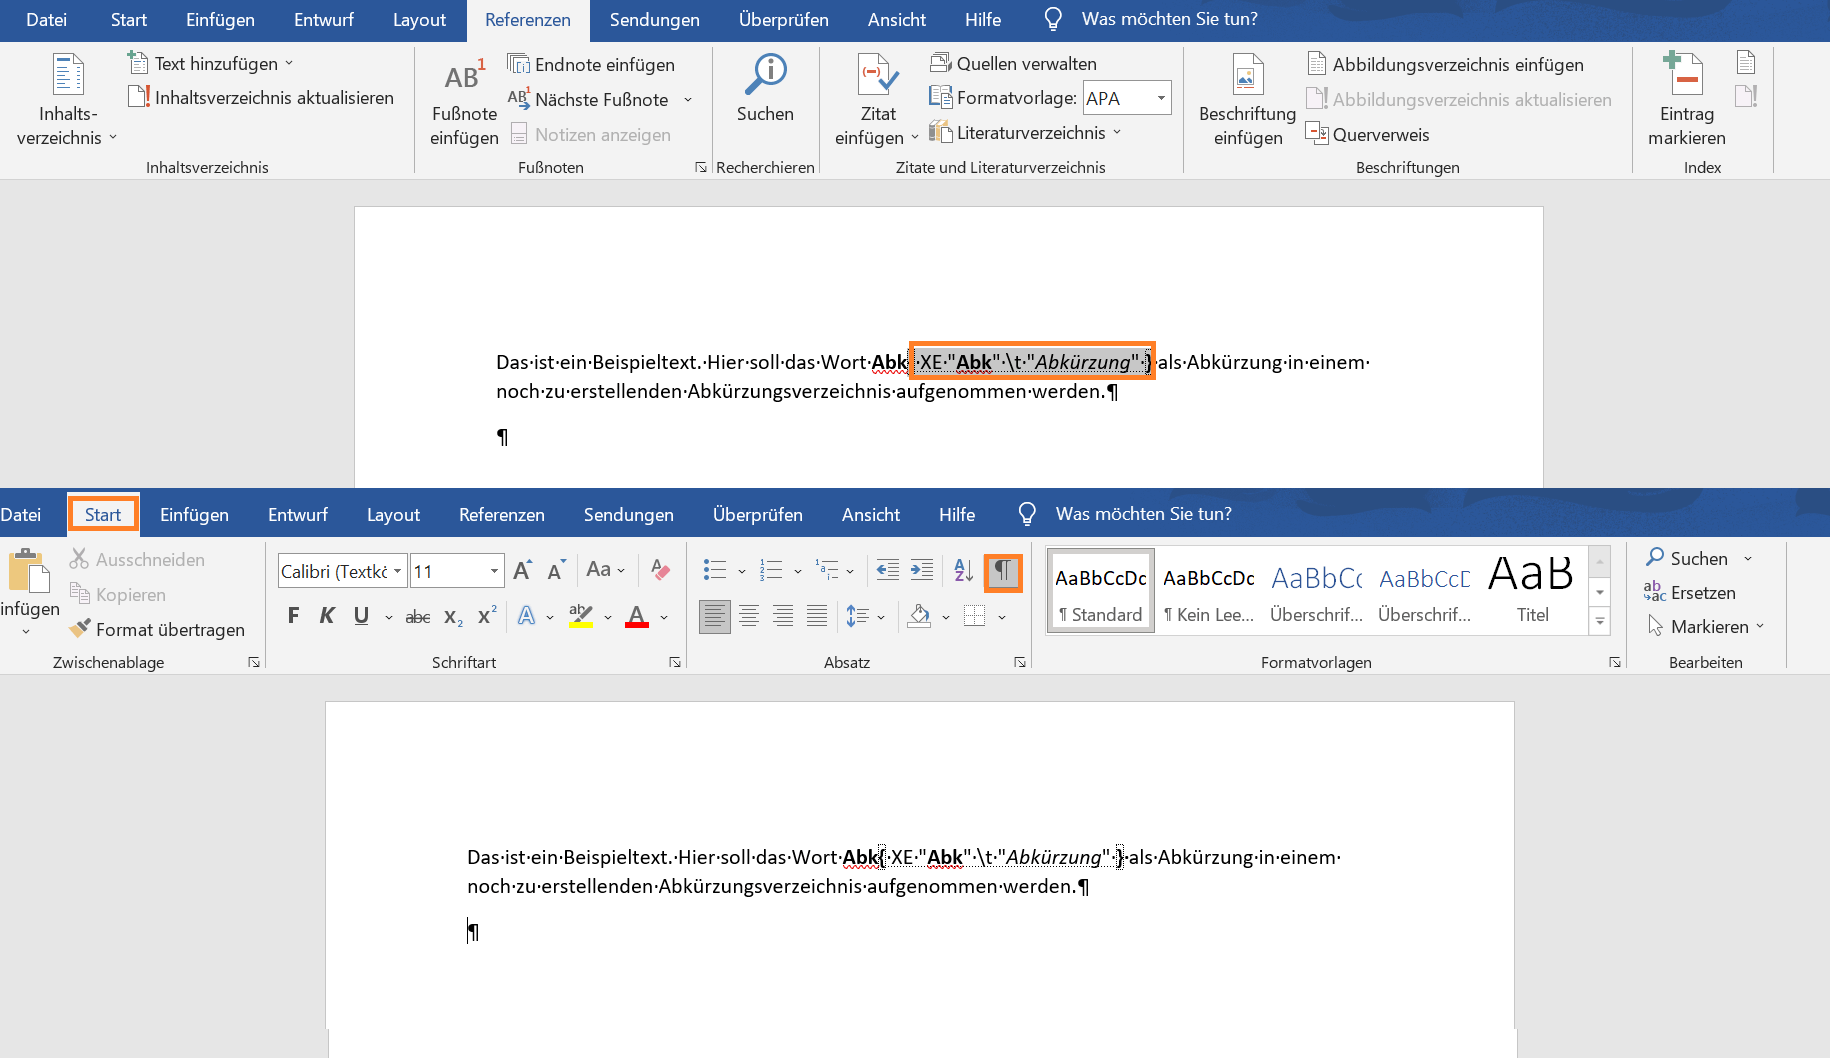 Datei Start Einfügen Entwurf Layout Referenzen Sendungen Überprüfen Ansicht Hilfe Was möchten Sie tun?
Inhalts-
verzeichnis
Text hinzufügen
Inhaltsverzeichnis aktualisieren
Inhaltsverzeichnis
AB1
Fußnote
einfügen
Endnote einfügen
AB1 Nächste Fußnote
Notizen anzeigen
Fußnoten
Suchen
Recherchieren
Zitat
einfügen
Quellen verwalten
Formatvorlage: APA
Literaturverzeichnis
Zitate und Literaturverzeichnis
Beschriftung
einfügen
Abbildungsverzeichnis einfügen
Abbildungsverzeichnis aktualisieren
Querverweis
Beschriftungen
Eintrag
markieren
Index
Das·ist·ein·Beispieltext.·Hier·soll·das·Wort·Abk{·XE·"Abk"·\t·"Abkürzung"·}·als·Abkürzung·in·einem·
noch·zu·erstellenden·Abkürzungsverzeichnis·aufgenommen·werden.¶
¶
Datei Start Einfügen Entwurf Layout Referenzen Sendungen Überprüfen Ansicht Hilfe Was möchten Sie tun?
infügen
Ausschneiden
Kopieren
Format übertragen
Zwischenablage
Calibri (Textkö 11 A A Aa A
F K U abc x2 x2 A ab A
Schriftart
A
Z ¶
Absatz
AaBbCcDc AaBbCcDc AaBbCc AaBbCcD AaB
¶ Standard ¶ Kein Lee... Überschrif... Überschrif... Titel
Formatvorlagen
Suchen
Ersetzen
Markieren
Bearbeiten
Das·ist·ein·Beispieltext.·Hier·soll·das·Wort·Abk{·XE·"Abk"·\t·"Abkürzung"·}·als·Abkürzung·in·einem·
noch·zu·erstellenden·Abkürzungsverzeichnis·aufgenommen·werden.¶
¶